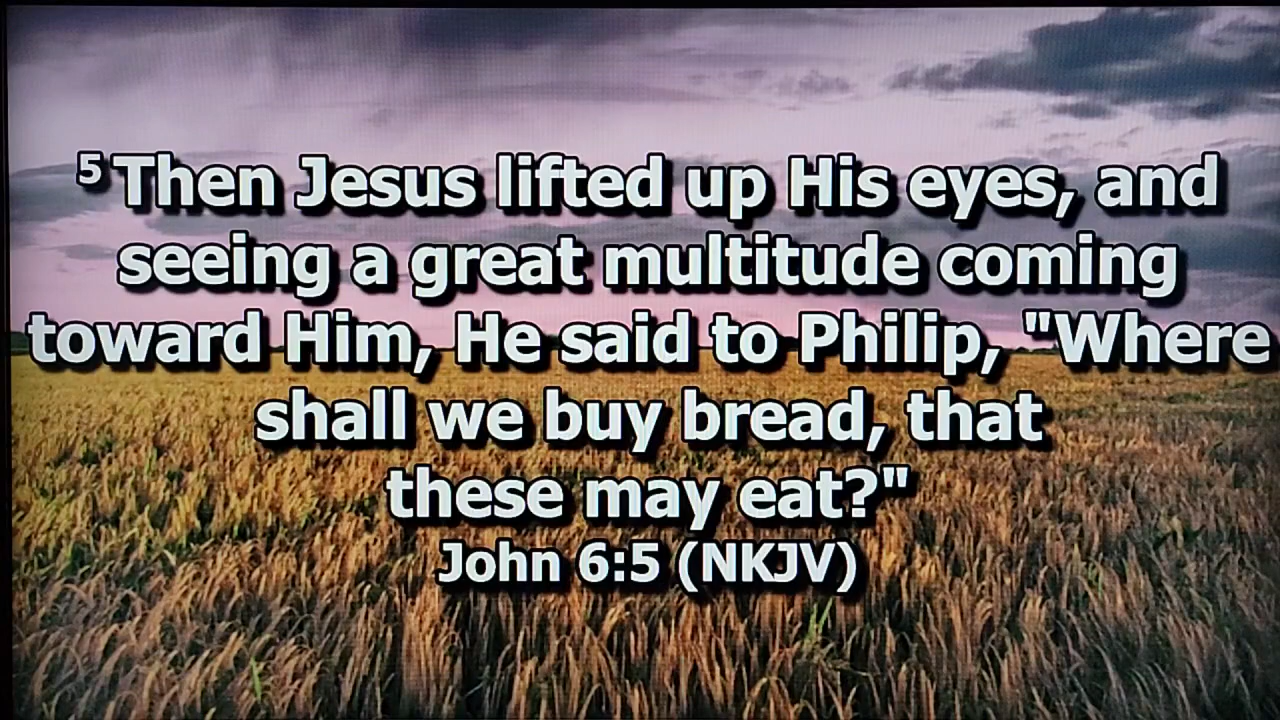 5 Then Jesus lifted up His eyes, and
seeing a great multitude coming
toward Him, He said to Philip, "Where
shall we buy bread, that
these may eat?"
John 6:5 (NKJV)